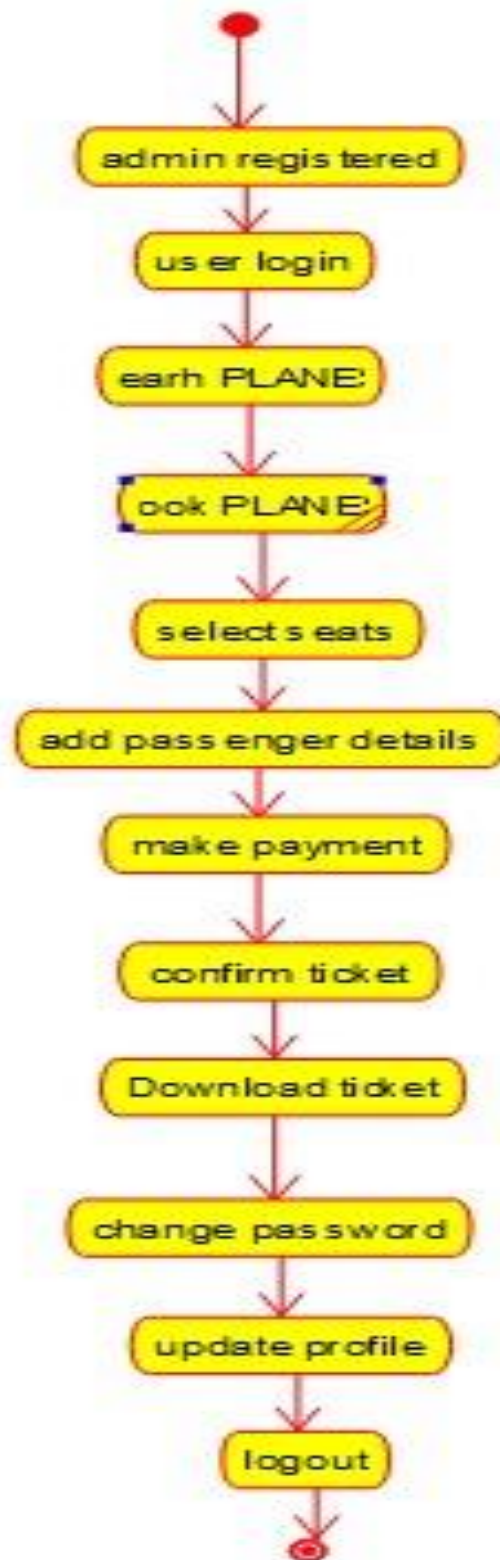 admin registered
user login
earh PLANE
ook PLANE
select seats
add passenger details
make payment
confirm ticket
Download ticket
change password
update profile
logout